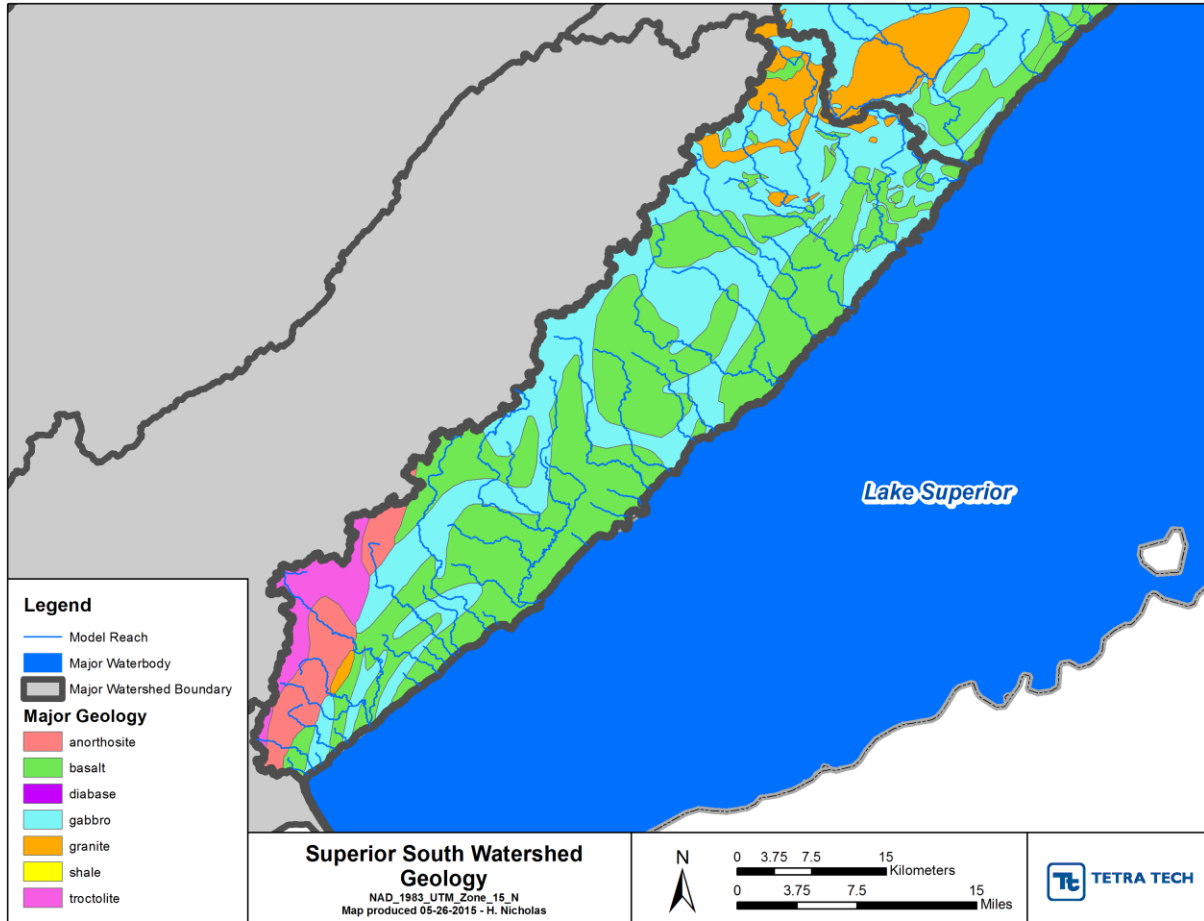 Lake Superior
Legend
Model Reach
Major Waterbody
Major Watershed Boundary
Major Geology
anorthosite
basalt
diabase
gabbro
granite
shale
troctolite
Superior South Watershed
Geology
NAD_1983_UTM_Zone_15_N
Map produced 05-26-2015 - H. Nicholas
N
0 3.75 7.5 15
Kilometers
0 3.75 7.5 15
Miles
Tt TETRA TECH